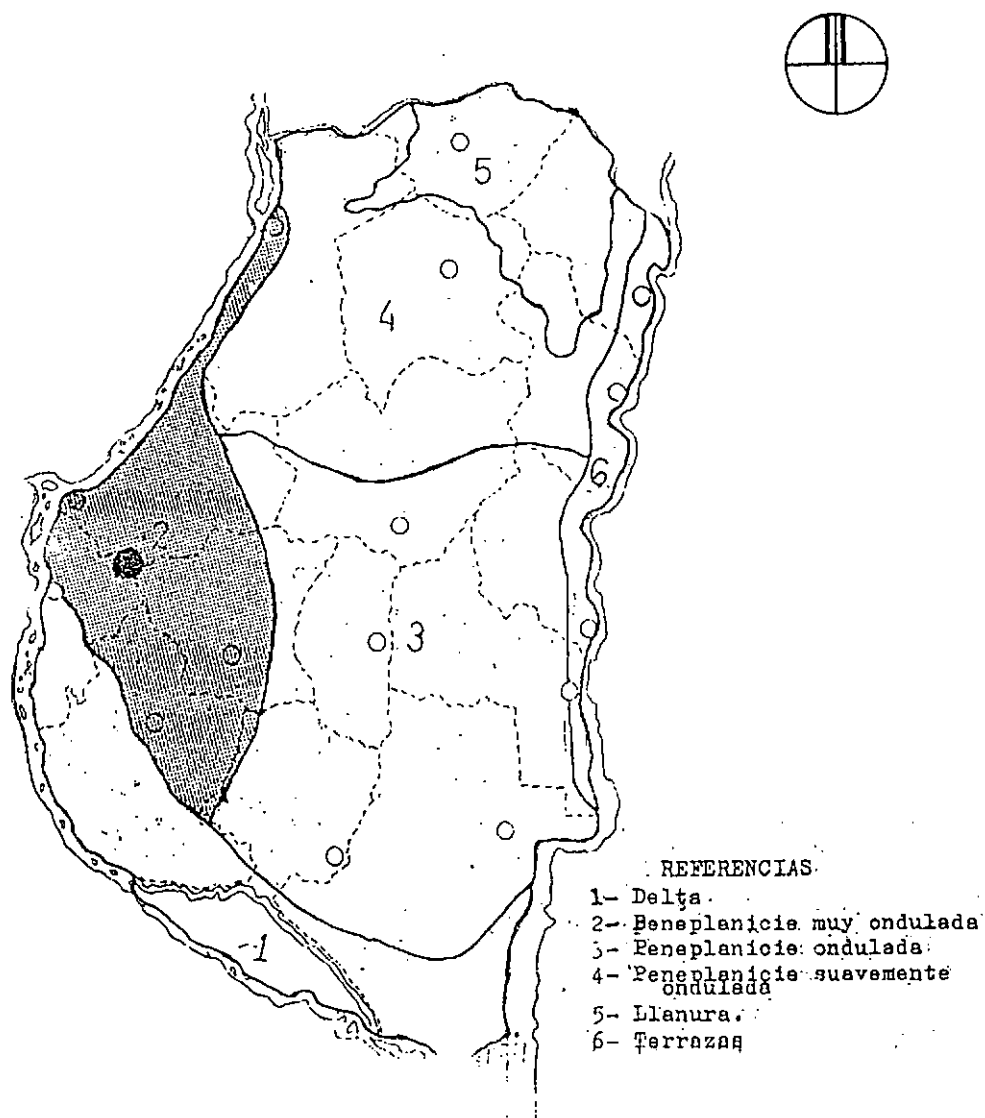 5
4
6
3
1
REFERENCIAS
1- Delta.
2- Peneplanicie muy ondulada
3- Peneplanicie ondulada
4- Peneplanicie suavemente
ondulada
5- Llanura.
6- Terrazas